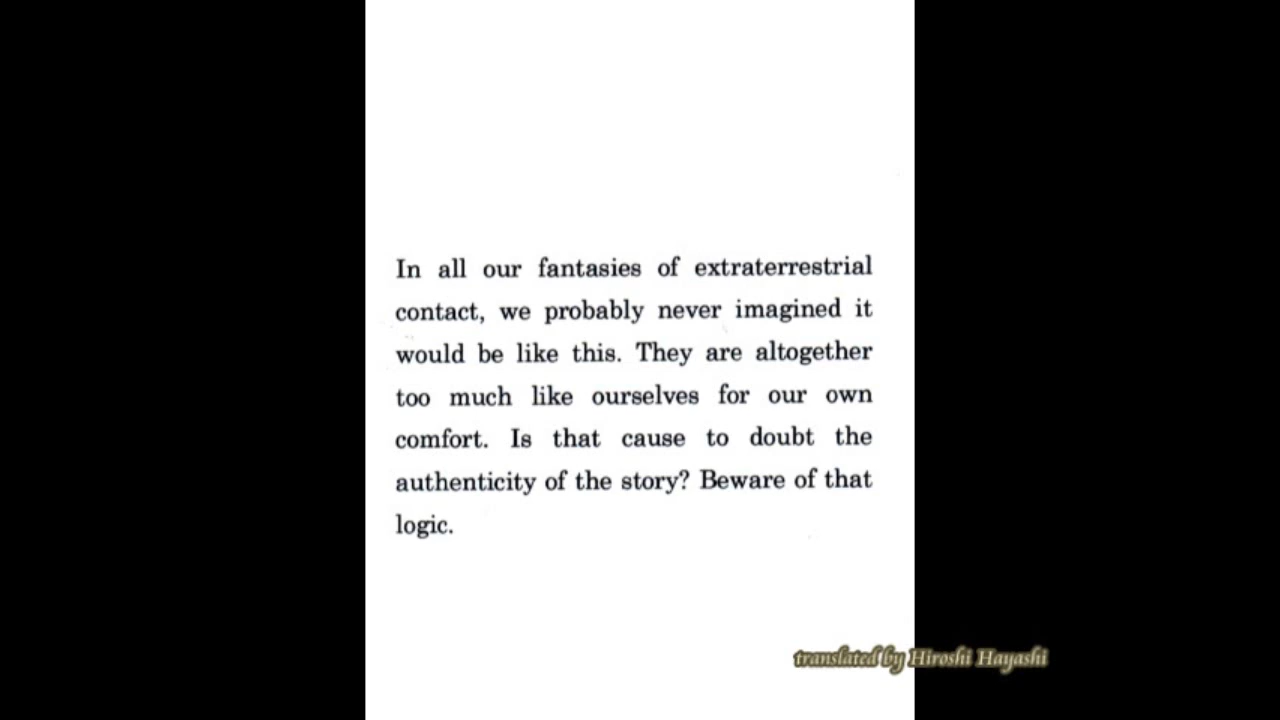 In all our fantasies of extraterrestrial
contact, we probably never imagined it
would be like this. They are altogether
too much like ourselves for our own
comfort. Is that cause to doubt the
authenticity of the story? Beware of that
logic.
translated by Hiroshi Hayashi